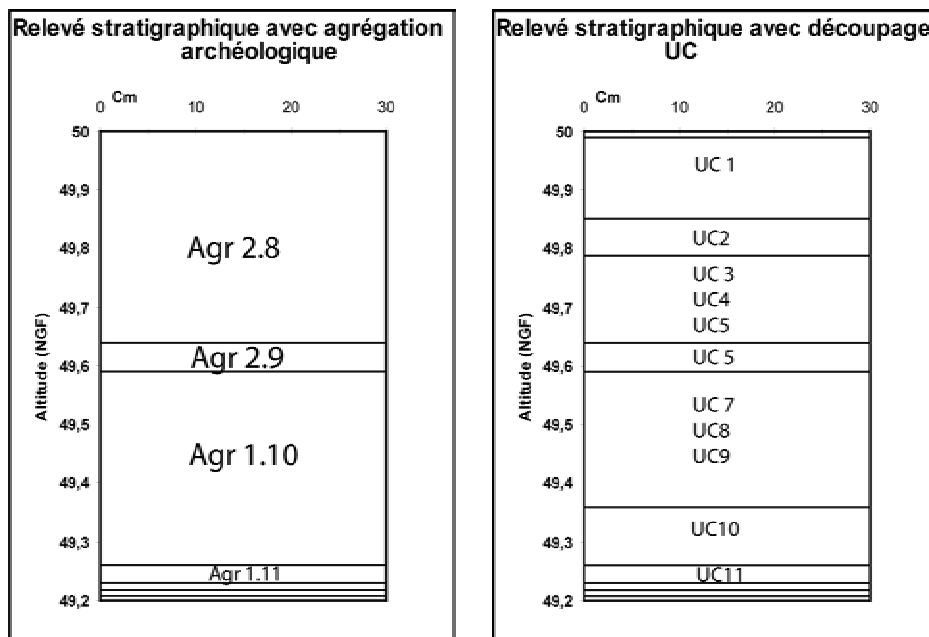 Relevé stratigraphique avec agrégation
archéologique
Cm
0 10 20 30
50
49,9
49,8
49,7
49,6
49,5
49,4
49,3
49,2
Altitude (NGF)
Agr 2.8
Agr 2.9
Agr 1.10
Agr 1.11
Relevé stratigraphique avec découpage
UC
Cm
0 10 20 30
50
49,9
49,8
49,7
49,6
49,5
49,4
49,3
49,2
Altitude (NGF)
UC 1
UC2
UC 3
UC4
UC5
UC 5
UC 7
UC8
UC9
UC10
UC11